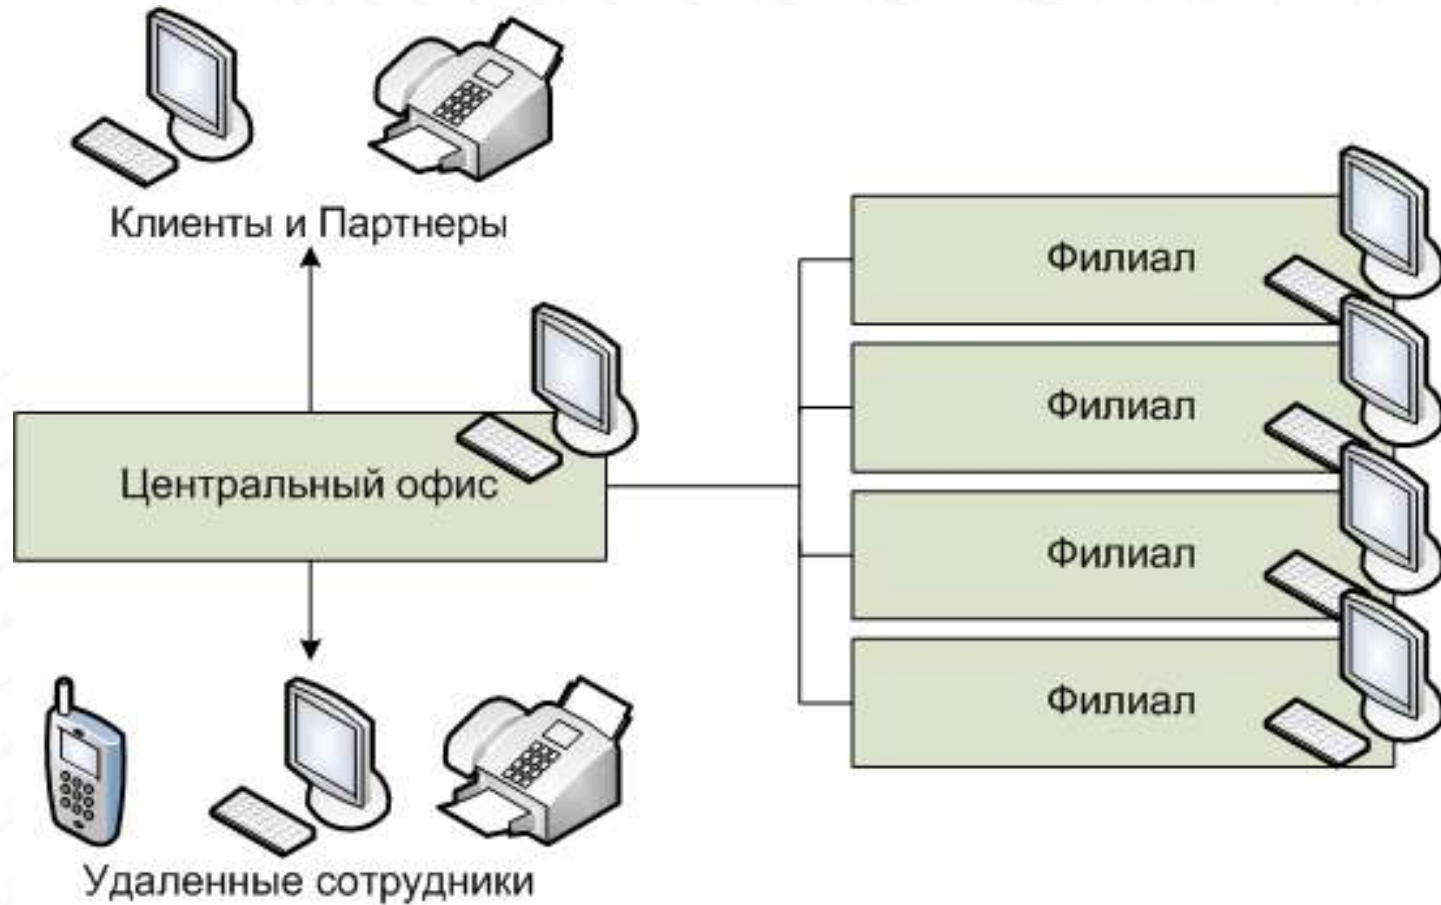 Клиенты и Партнеры
Центральный офис
Удаленные сотрудники
Филиал
Филиал
Филиал
Филиал